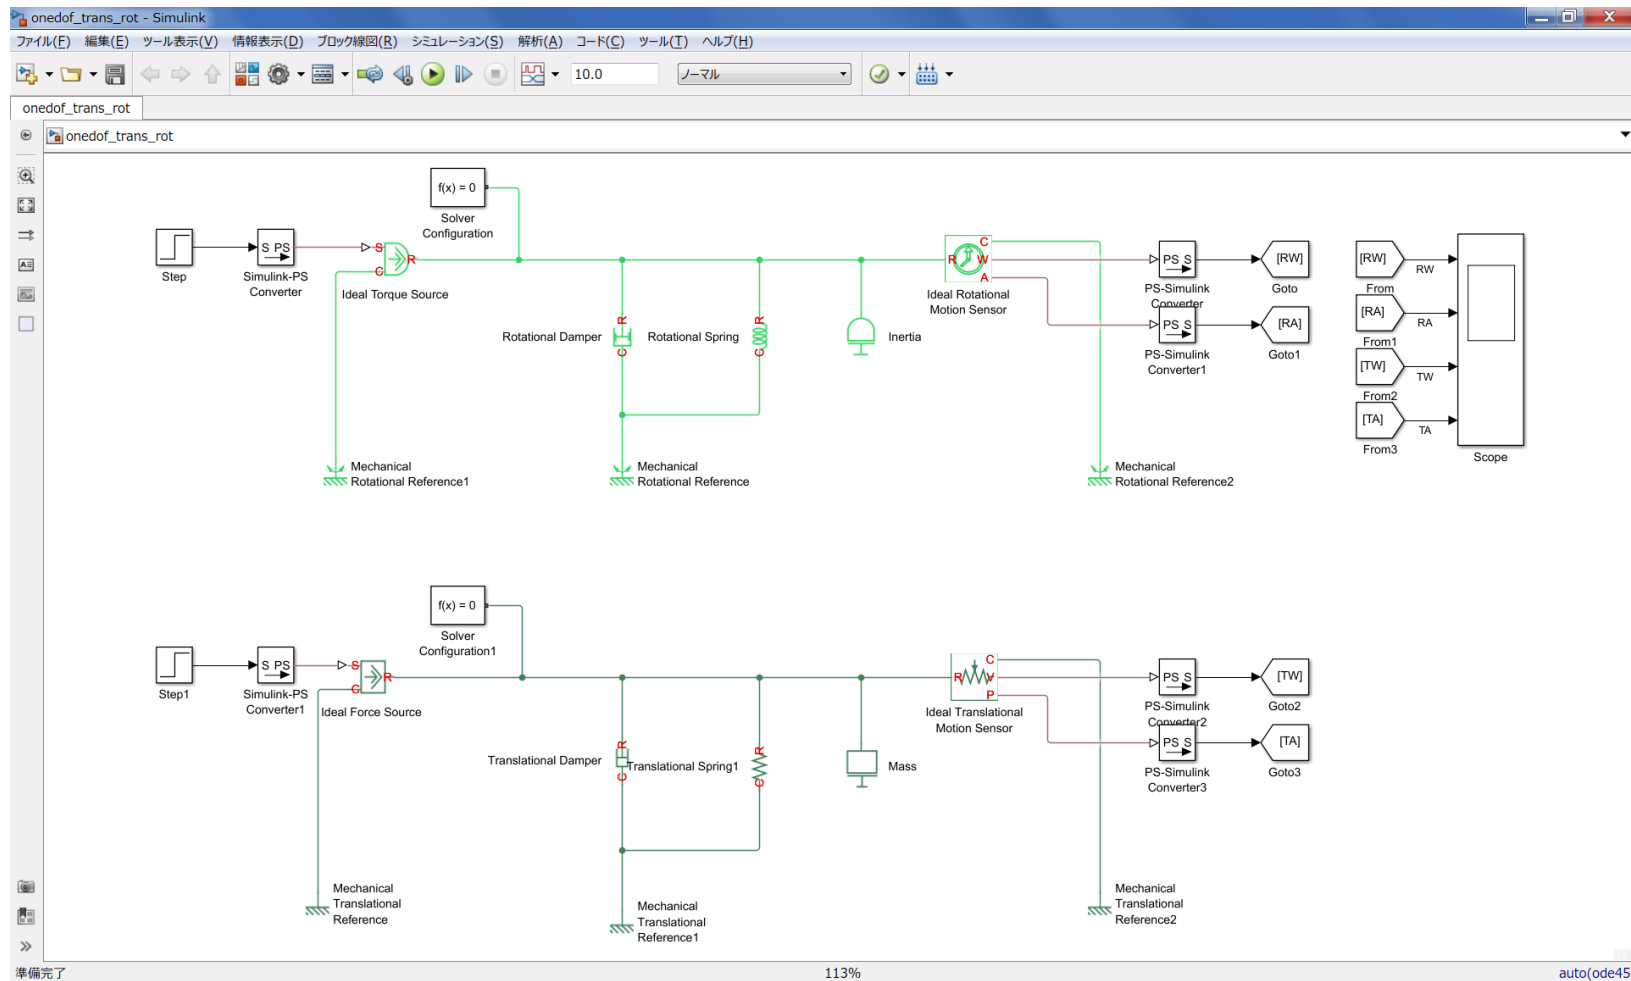 onedof_trans_rot - Simulink
ファイル(F) 編集(E) ツール表示(V) 情報表示(D) ブロック線図(R) シミュレーション(S) 解析(A) コード(C) ツール(T) ヘルプ(H)
10.0
ノーマル
onedof_trans_rot
onedof_trans_rot
f(x) = 0
Solver
Configuration
Step
S PS
Simulink-PS
Converter
S
C
R
Ideal Torque Source
R
C
Rotational Damper
R
C
Rotational Spring
Inertia
R
C
W
A
Ideal Rotational
Motion Sensor
PS S
PS-Simulink
Converter
[RW]
Goto
PS S
PS-Simulink
Converter1
[RA]
Goto1
[RW]
From
RW
[RA]
From1
RA
[TW]
From2
TW
[TA]
From3
TA
Scope
Mechanical
Rotational Reference1
Mechanical
Rotational Reference
Mechanical
Rotational Reference2
f(x) = 0
Solver
Configuration1
Step1
S PS
Simulink-PS
Converter1
S
C
R
Ideal Force Source
R
C
Translational Damper
R
C
Translational Spring1
Mass
R
C
V
P
Ideal Translational
Motion Sensor
PS S
PS-Simulink
Converter2
[TW]
Goto2
PS S
PS-Simulink
Converter3
[TA]
Goto3
Mechanical
Translational
Reference
Mechanical
Translational
Reference1
Mechanical
Translational
Reference2
準備完了
113%
auto(ode45